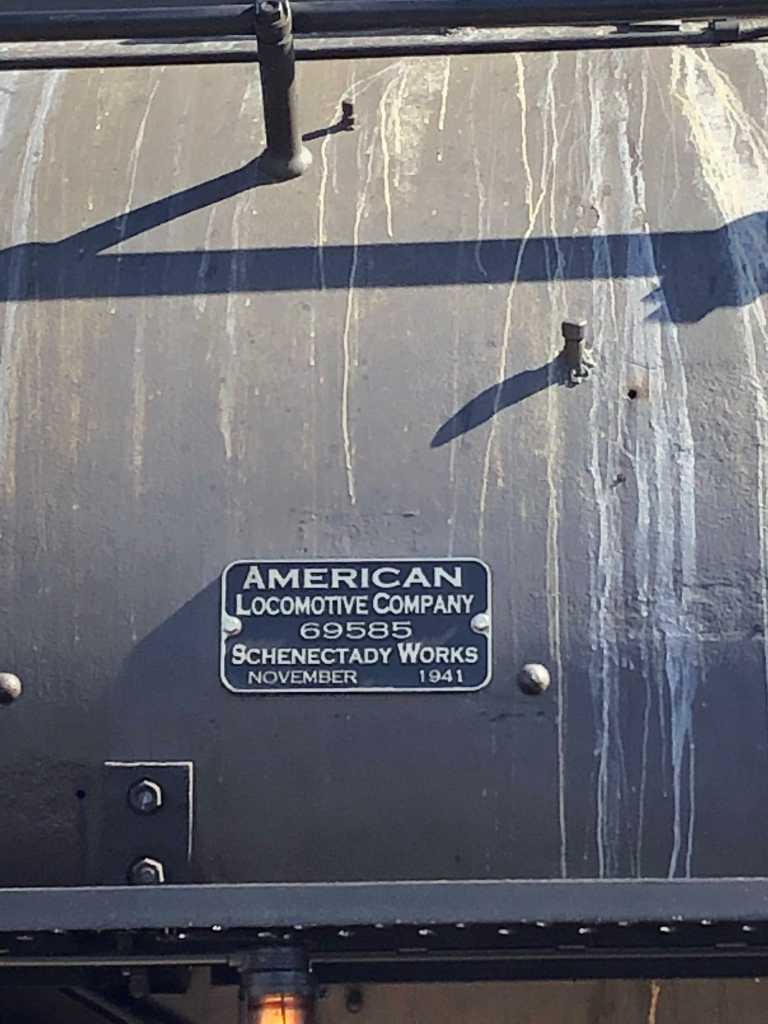 AMERICAN
LOCOMOTIVE COMPANY
69585
SCHENECTADY WORKS
NOVEMBER 1941